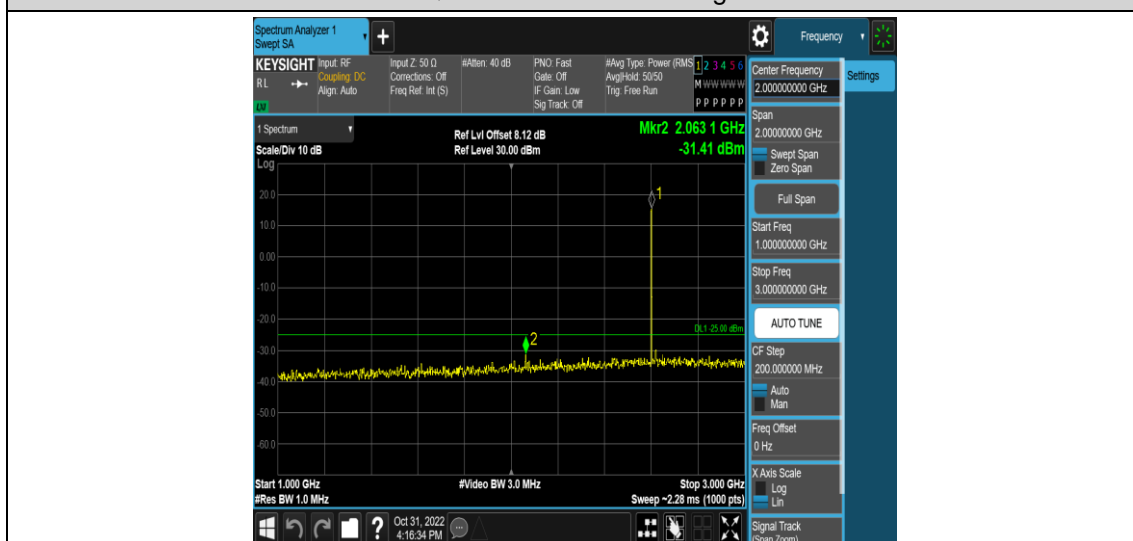 Spectrum Analyzer 1
Swept SA
Frequency
KEYSIGHT
RL
LV
Input: RF
Coupling: DC
Align: Auto
Input Z: 50 Ω
Corrections: Off
Freq Ref: Int (S)
#Atten: 40 dB
PNO: Fast
Gate: Off
IF Gain: Low
Sig Track: Off
#Avg Type: Power (RMS
Avg|Hold: 50/50
Trig: Free Run
1 2 3 4 5 6
M W W W W W
P P P P P P
1 Spectrum
Scale/Div 10 dB
Log
Ref Lvl Offset 8.12 dB
Ref Level 30.00 dBm
Mkr2 2.063 1 GHz
-31.41 dBm
20.0
10.0
0.00
-10.0
-20.0
-30.0
-40.0
-50.0
-60.0
1
2
DL1 -25.00 dBm
Start 1.000 GHz
#Res BW 1.0 MHz
#Video BW 3.0 MHz
Stop 3.000 GHz
Sweep ~2.28 ms (1000 pts)
Oct 31, 2022
4:16:34 PM
Center Frequency
2.000000000 GHz
Settings
Span
2.00000000 GHz
Swept Span
Zero Span
Full Span
Start Freq
1.000000000 GHz
Stop Freq
3.000000000 GHz
AUTO TUNE
CF Step
200.000000 MHz
Auto
Man
Freq Offset
0 Hz
X Axis Scale
Log
Lin
Signal Track
(Span Zoom)